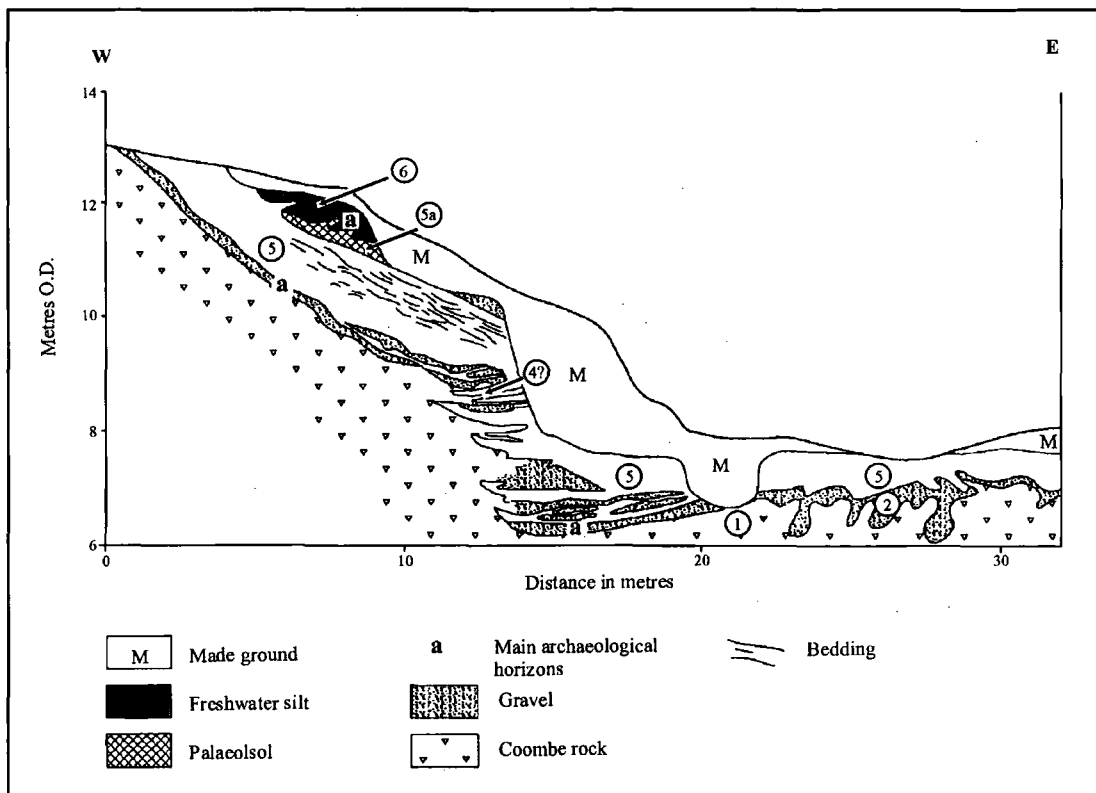 W
E
14
13
12
10
8
6
Metres O.D.
6
5a
a
M
5
a
4?
M
M
5
5
M
2
1
a
0
10
20
30
Distance in metres
M Made ground
a Main archaeological
horizons
Bedding
Freshwater silt
Gravel
Palaeolsol
Coombe rock